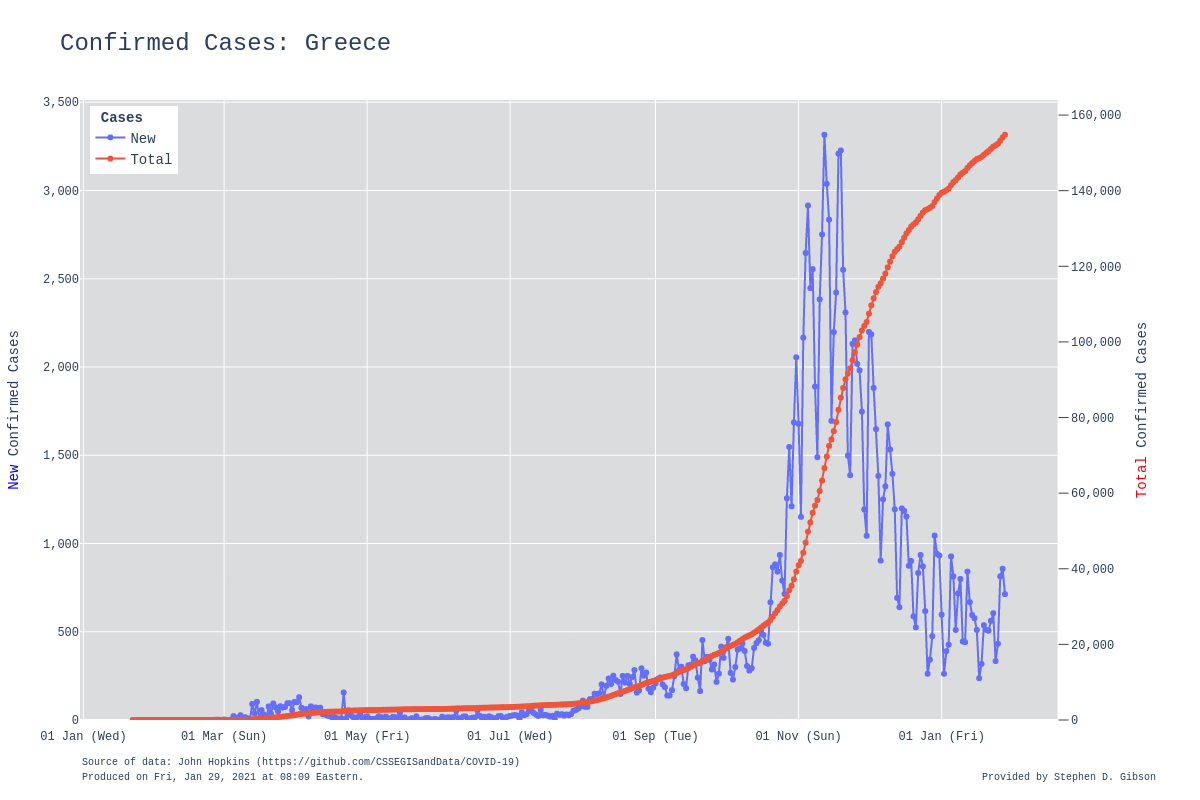 Confirmed Cases: Greece
Cases
New
Total
3,500
3,000
2,500
2,000
1,500
1,000
500
0
160,000
140,000
120,000
100,000
80,000
60,000
40,000
20,000
0
New Confirmed Cases
Total Confirmed Cases
01 Jan (Wed) 01 Mar (Sun) 01 May (Fri) 01 Jul (Wed) 01 Sep (Tue) 01 Nov (Sun) 01 Jan (Fri)
Source of data: John Hopkins (https://github.com/CSSEGISandData/COVID-19)
Produced on Fri, Jan 29, 2021 at 08:09 Eastern.
Provided by Stephen D. Gibson